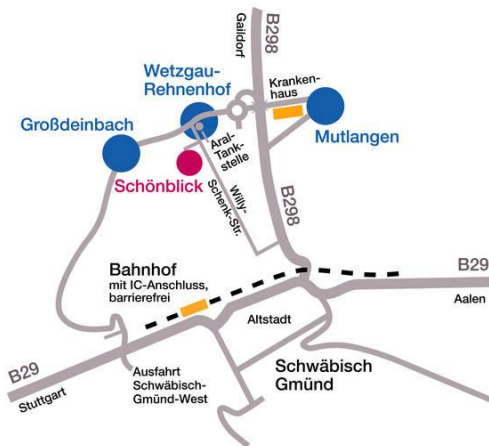 Gaildorf
B298
Wetzgau-
Rehnenhof
Kranken-
haus
Großdeinbach
Mutlangen
Aral-
Tank-
stelle
Schönblick
Willy-
Schenk-Str.
B298
Bahnhof
mit IC-Anschluss,
barrierefrei
B29
Aalen
Altstadt
Schwäbisch
Gmünd
B29
Stuttgart
Ausfahrt
Schwäbisch-
Gmünd-West